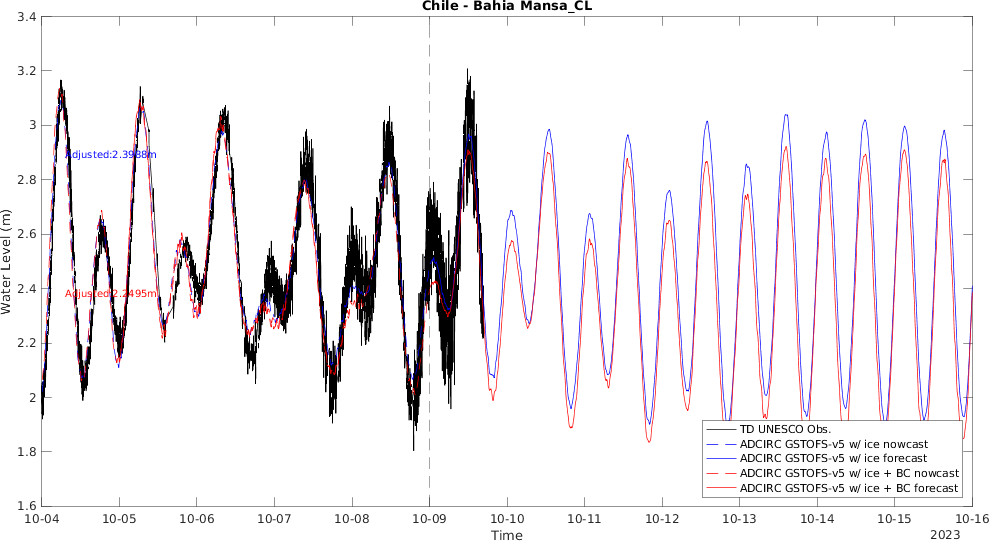 Chile - Bahia Mansa_CL
Water Level (m)
3.4
3.2
3
2.8
2.6
2.4
2.2
2
1.8
1.6
Adjusted:2.3988m
Adjusted:2.2495m
TD UNESCO Obs.
ADCIRC GSTOFS-v5 w/ ice nowcast
ADCIRC GSTOFS-v5 w/ ice forecast
ADCIRC GSTOFS-v5 w/ ice + BC nowcast
ADCIRC GSTOFS-v5 w/ ice + BC forecast
10-04 10-05 10-06 10-07 10-08 10-09 10-10 10-11 10-12 10-13 10-14 10-15 10-16
Time
2023